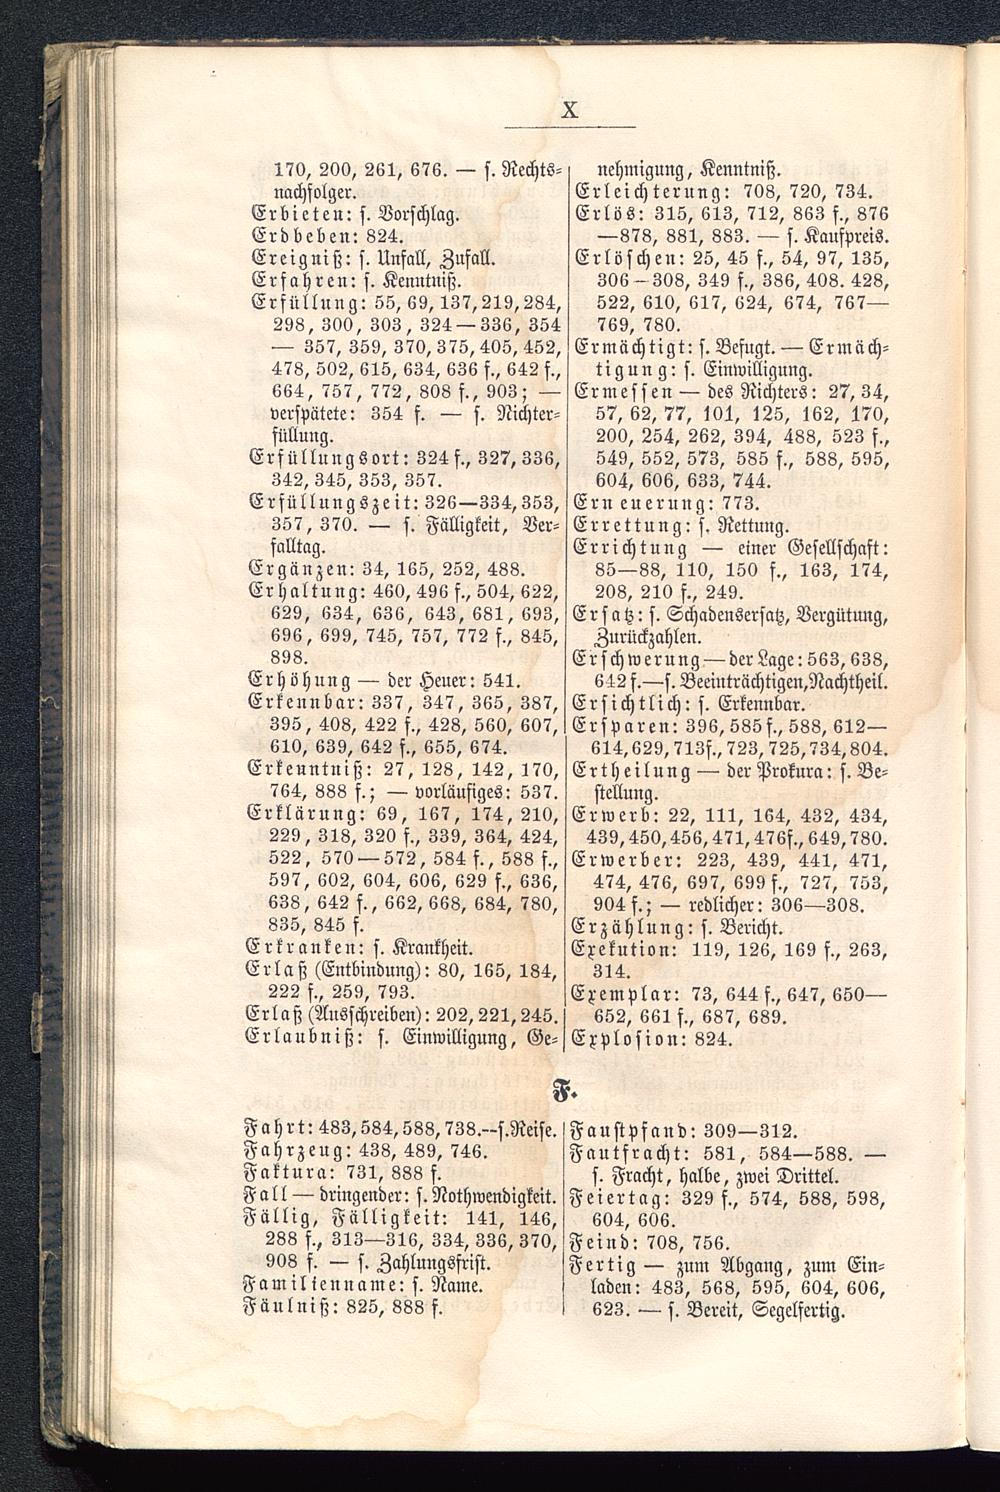 X
170, 200, 261, 676. — s. Rechts-
nachfolger.
Erbieten: s. Vorschlag.
Erdbeben: 824.
Ereigniß: s. Unfall, Zufall.
Erfahren: s. Kenntniß.
Erfüllung: 55, 69, 137, 219, 284,
298, 300, 303, 324—336, 354
— 357, 359, 370, 375, 405, 452,
478, 502, 615, 634, 636 f., 642 f.,
664, 757, 772, 808 f., 903; —
verspätete: 354 f. — s. Nichter-
füllung.
Erfüllungsort: 324 f., 327, 336,
342, 345, 353, 357.
Erfüllungszeit: 326—334, 353,
357, 370. — s. Fälligkeit, Ver-
falltag.
Ergänzen: 34, 165, 252, 488.
Erhaltung: 460, 496 f., 504, 622,
629, 634, 636, 643, 681, 693,
696, 699, 745, 757, 772 f., 845,
898.
Erhöhung — der Heuer: 541.
Erkennbar: 337, 347, 365, 387,
395, 408, 422 f., 428, 560, 607,
610, 639, 642 f., 655, 674.
Erkenntniß: 27, 128, 142, 170,
764, 888 f.; — vorläufiges: 537.
Erklärung: 69, 167, 174, 210,
229, 318, 320 f., 339, 364, 424,
522, 570—572, 584 f., 588 f.,
597, 602, 604, 606, 629 f., 636,
638, 642 f., 662, 668, 684, 780,
835, 845 f.
Erkranken: s. Krankheit.
Erlaß (Entbindung): 80, 165, 184,
222 f., 259, 793.
Erlaß (Ausschreiben): 202, 221, 245.
Erlaubniß: s. Einwilligung, Ge-
nehmigung, Kenntniß.
Erleichterung: 708, 720, 734.
Erlös: 315, 613, 712, 863 f., 876
—878, 881, 883. — s. Kaufpreis.
Erlöschen: 25, 45 f., 54, 97, 135,
306—308, 349 f., 386, 408. 428,
522, 610, 617, 624, 674, 767—
769, 780.
Ermächtigt: s. Befugt. — Ermäch-
tigung: s. Einwilligung.
Ermessen — des Richters: 27, 34,
57, 62, 77, 101, 125, 162, 170,
200, 254, 262, 394, 488, 523 f.,
549, 552, 573, 585 f., 588, 595,
604, 606, 633, 744.
Erneuerung: 773.
Errettung: s. Rettung.
Errichtung — einer Gesellschaft:
85—88, 110, 150 f., 163, 174,
208, 210 f., 249.
Ersatz: s. Schadensersatz, Vergütung,
Zurückzahlen.
Erschwerung — der Lage: 563, 638,
642 f. — s. Beeinträchtigen, Nachtheil.
Ersichtlich: s. Erkennbar.
Ersparen: 396, 585 f., 588, 612—
614, 629, 713 f., 723, 725, 734, 804.
Ertheilung — der Prokura: s. Be-
stellung.
Erwerb: 22, 111, 164, 432, 434,
439, 450, 456, 471, 476 f., 649, 780.
Erwerber: 223, 439, 441, 471,
474, 476, 697, 699 f., 727, 753,
904 f.; — redlicher: 306—308.
Erzählung: s. Bericht.
Exekution: 119, 126, 169 f., 263,
314.
Exemplar: 73, 644 f., 647, 650—
652, 661 f., 687, 689.
Explosion: 824.
F.
Fahrt: 483, 584, 588, 738. — s. Reise.
Fahrzeug: 438, 489, 746.
Faktura: 731, 888 f.
Fall — dringender: s. Nothwendigkeit.
Fällig, Fälligkeit: 141, 146,
288 f., 313—316, 334, 336, 370,
908 f. — s. Zahlungsfrist.
Familienname: s. Name.
Fäulniß: 825, 888 f.
Faustpfand: 309—312.
Fautfracht: 581, 584—588. —
s. Fracht, halbe, zwei Drittel.
Feiertag: 329 f., 574, 588, 598,
604, 606.
Feind: 708, 756.
Fertig — zum Abgang, zum Ein-
laden: 483, 568, 595, 604, 606,
623. — s. Bereit, Segelfertig.